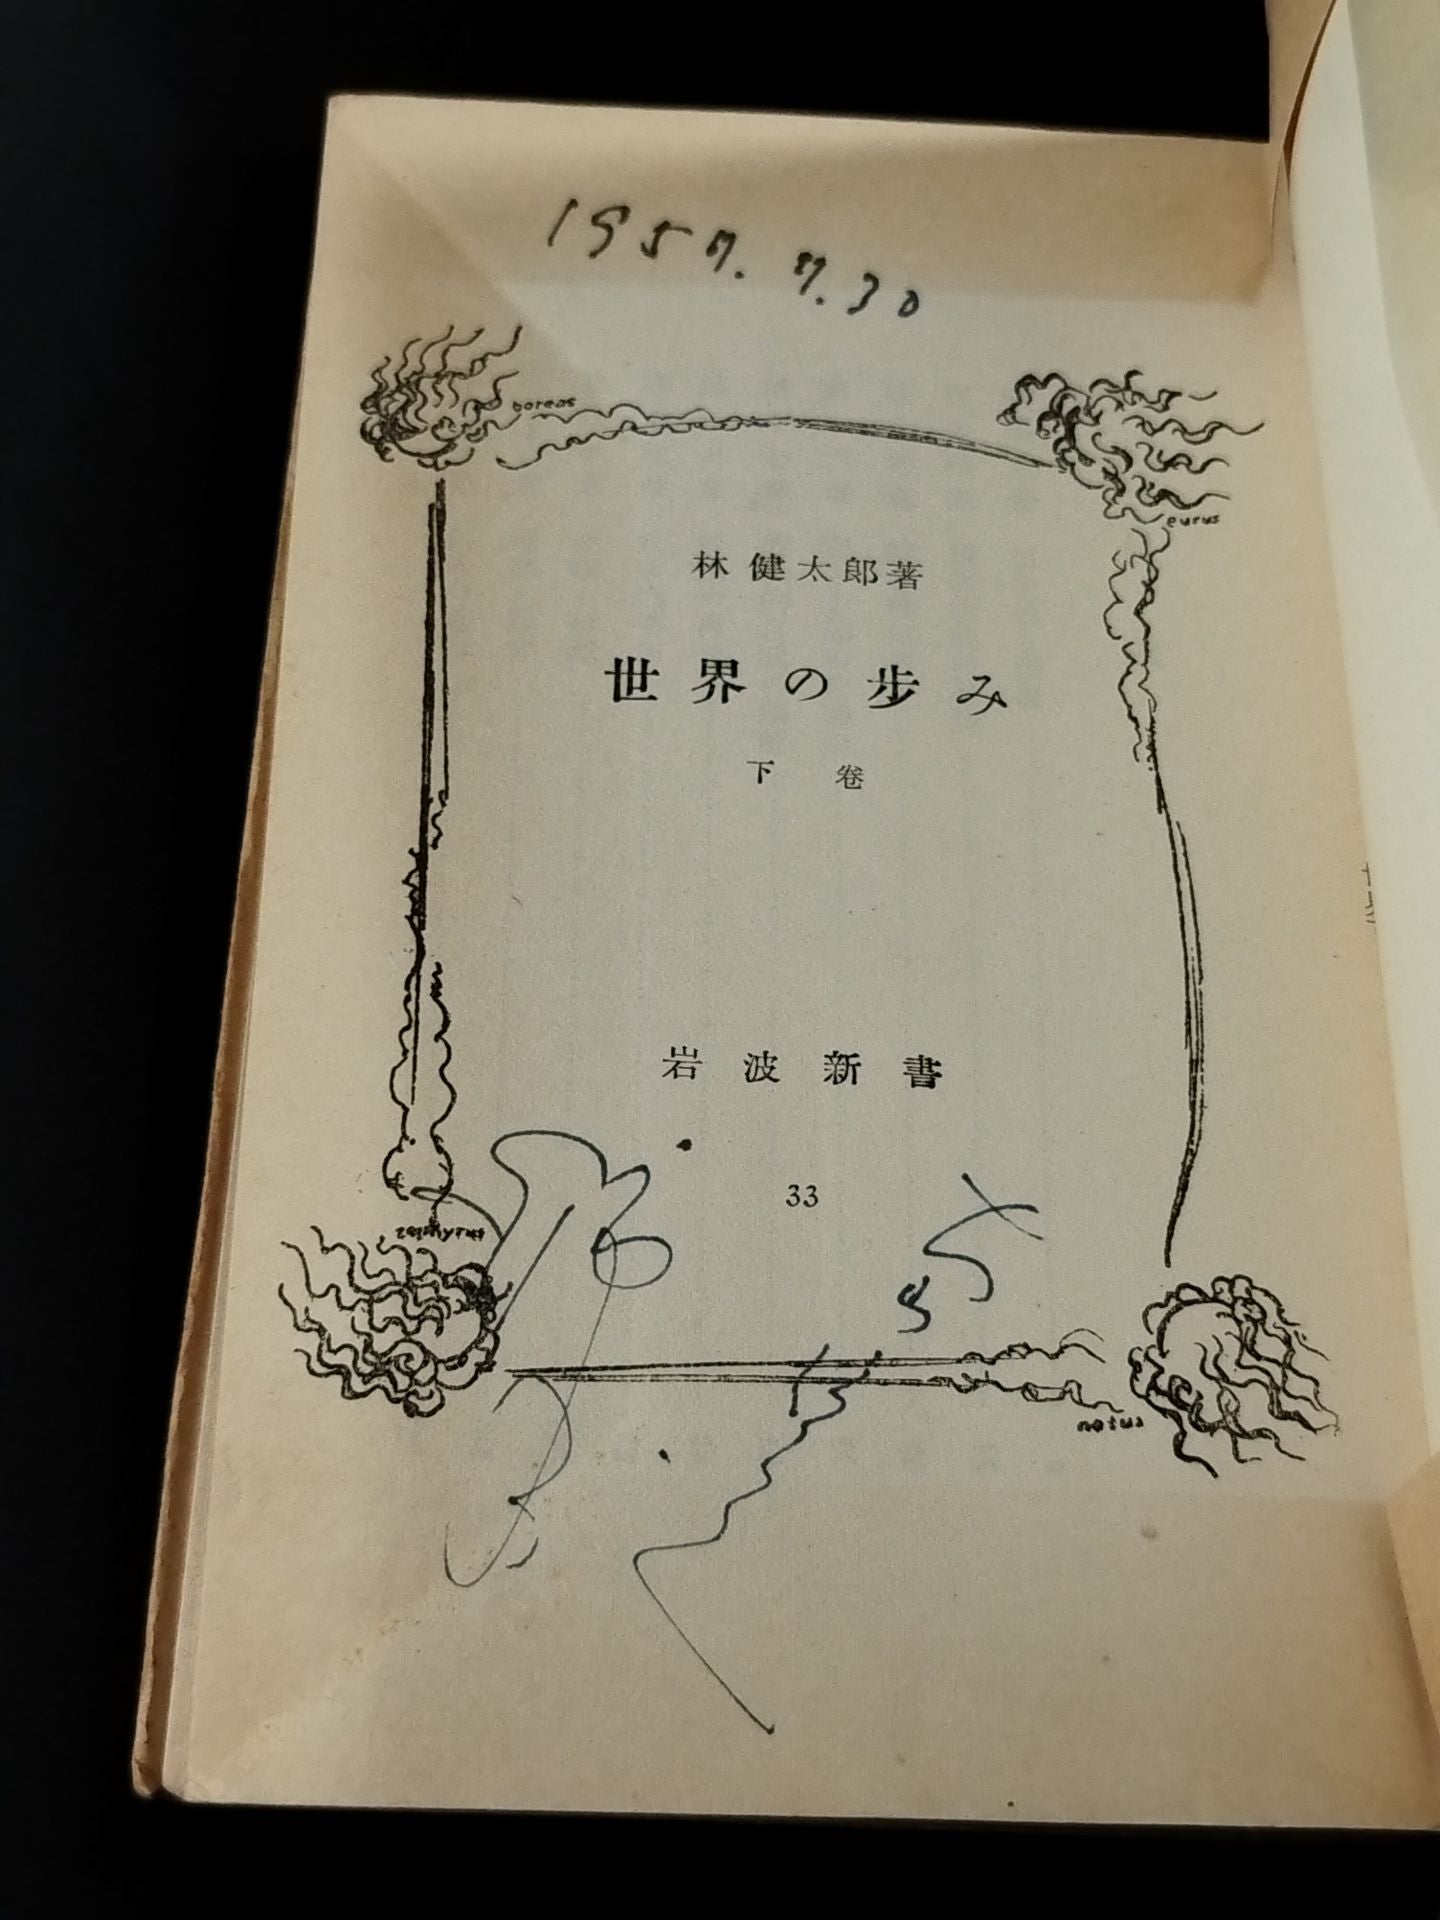 1957.7.30
boreas
eurus
林健太郎著
世界の歩み
下卷
岩波新書
33
zephyrus
notus